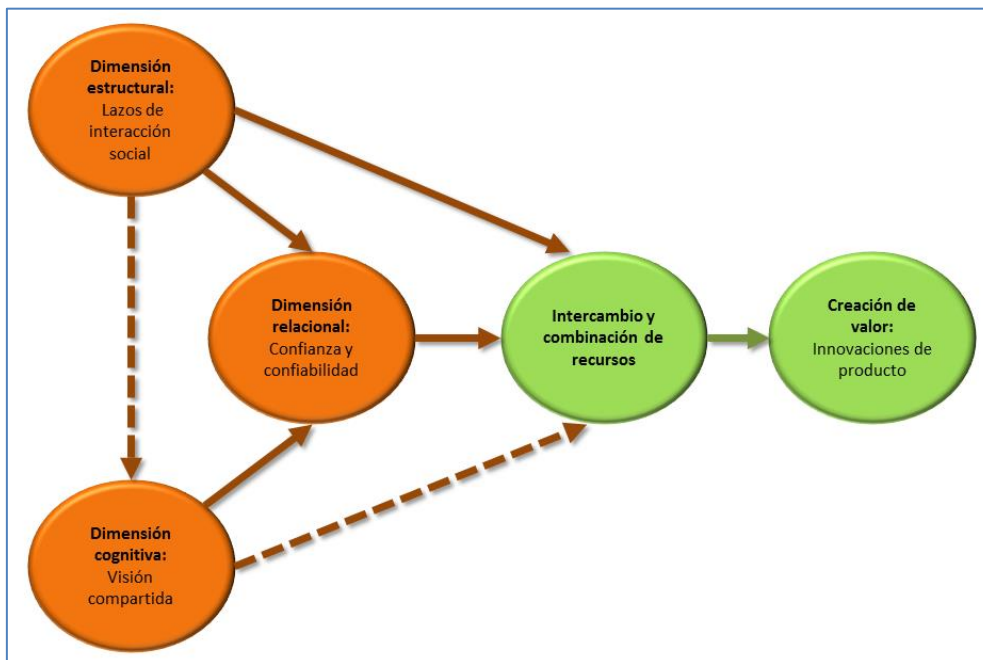 Dimensión
estructural:
Lazos de
interacción
social
Dimensión
relacional:
Confianza y
confiabilidad
Intercambio y
combinación de
recursos
Creación de
valor:
Innovaciones de
producto
Dimensión
cognitiva:
Visión
compartida